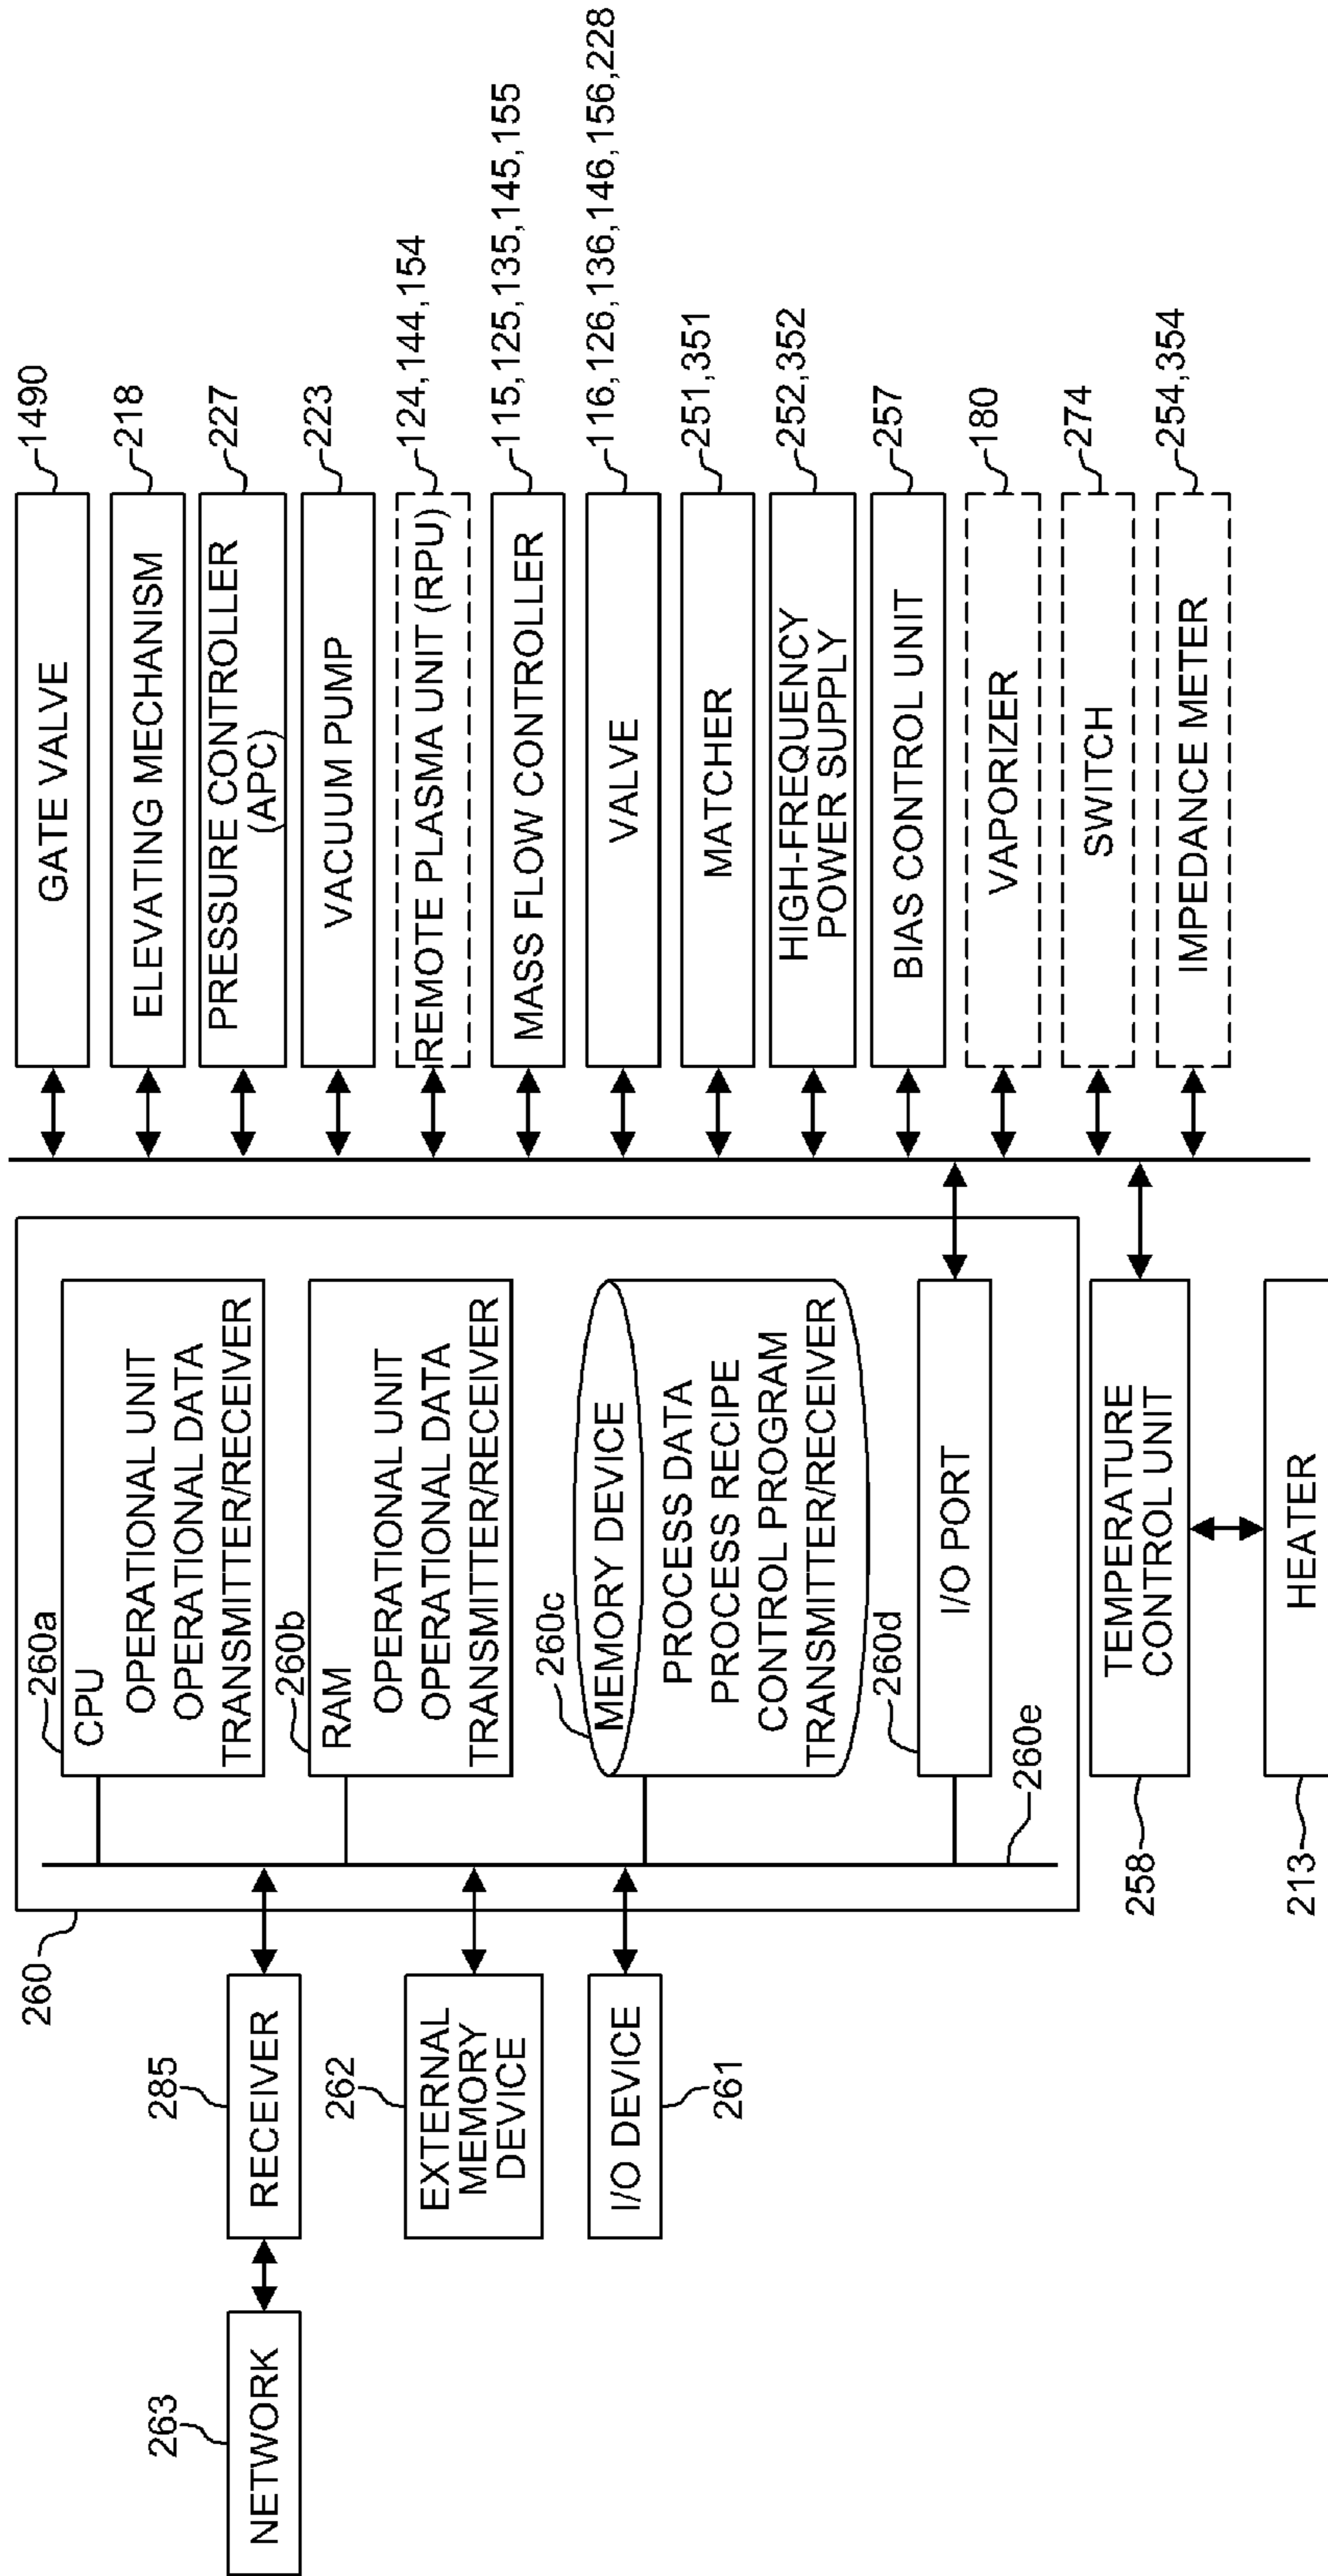 263
NETWORK
285
RECEIVER
262
EXTERNAL
MEMORY
DEVICE
I/O DEVICE
261
260
260a
CPU
OPERATIONAL UNIT
OPERATIONAL DATA
TRANSMITTER/RECEIVER
260b
RAM
OPERATIONAL UNIT
OPERATIONAL DATA
TRANSMITTER/RECEIVER
260c
MEMORY DEVICE
PROCESS DATA
PROCESS RECIPE
CONTROL PROGRAM
TRANSMITTER/RECEIVER
260d
I/O PORT
260e
TEMPERATURE
CONTROL UNIT
258
HEATER
213
GATE VALVE
1490
ELEVATING MECHANISM
218
PRESSURE CONTROLLER
(APC)
227
VACUUM PUMP
223
REMOTE PLASMA UNIT (RPU)
124,144,154
MASS FLOW CONTROLLER
115,125,135,145,155
VALVE
116,126,136,146,156,228
MATCHER
251,351
HIGH-FREQUENCY
POWER SUPPLY
252,352
BIAS CONTROL UNIT
257
VAPORIZER
180
SWITCH
274
IMPEDANCE METER
254,354